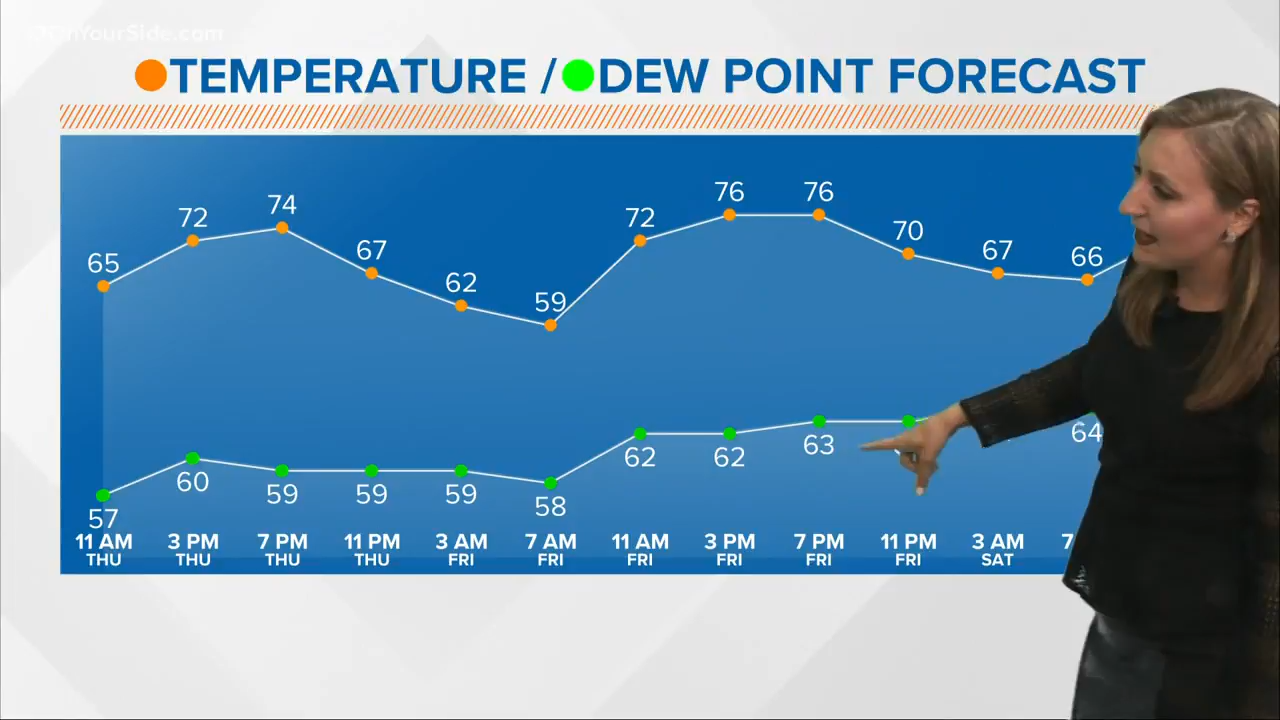 OnYourSide.com
TEMPERATURE / DEW POINT FORECAST
65 72 74 67 62 59 72 76 76 70 67 66
57 60 59 59 59 58 62 62 63 64
11 AM 3 PM 7 PM 11 PM 3 AM 7 AM 11 AM 3 PM 7 PM 11 PM 3 AM 7
THU THU THU THU FRI FRI FRI FRI FRI FRI SAT